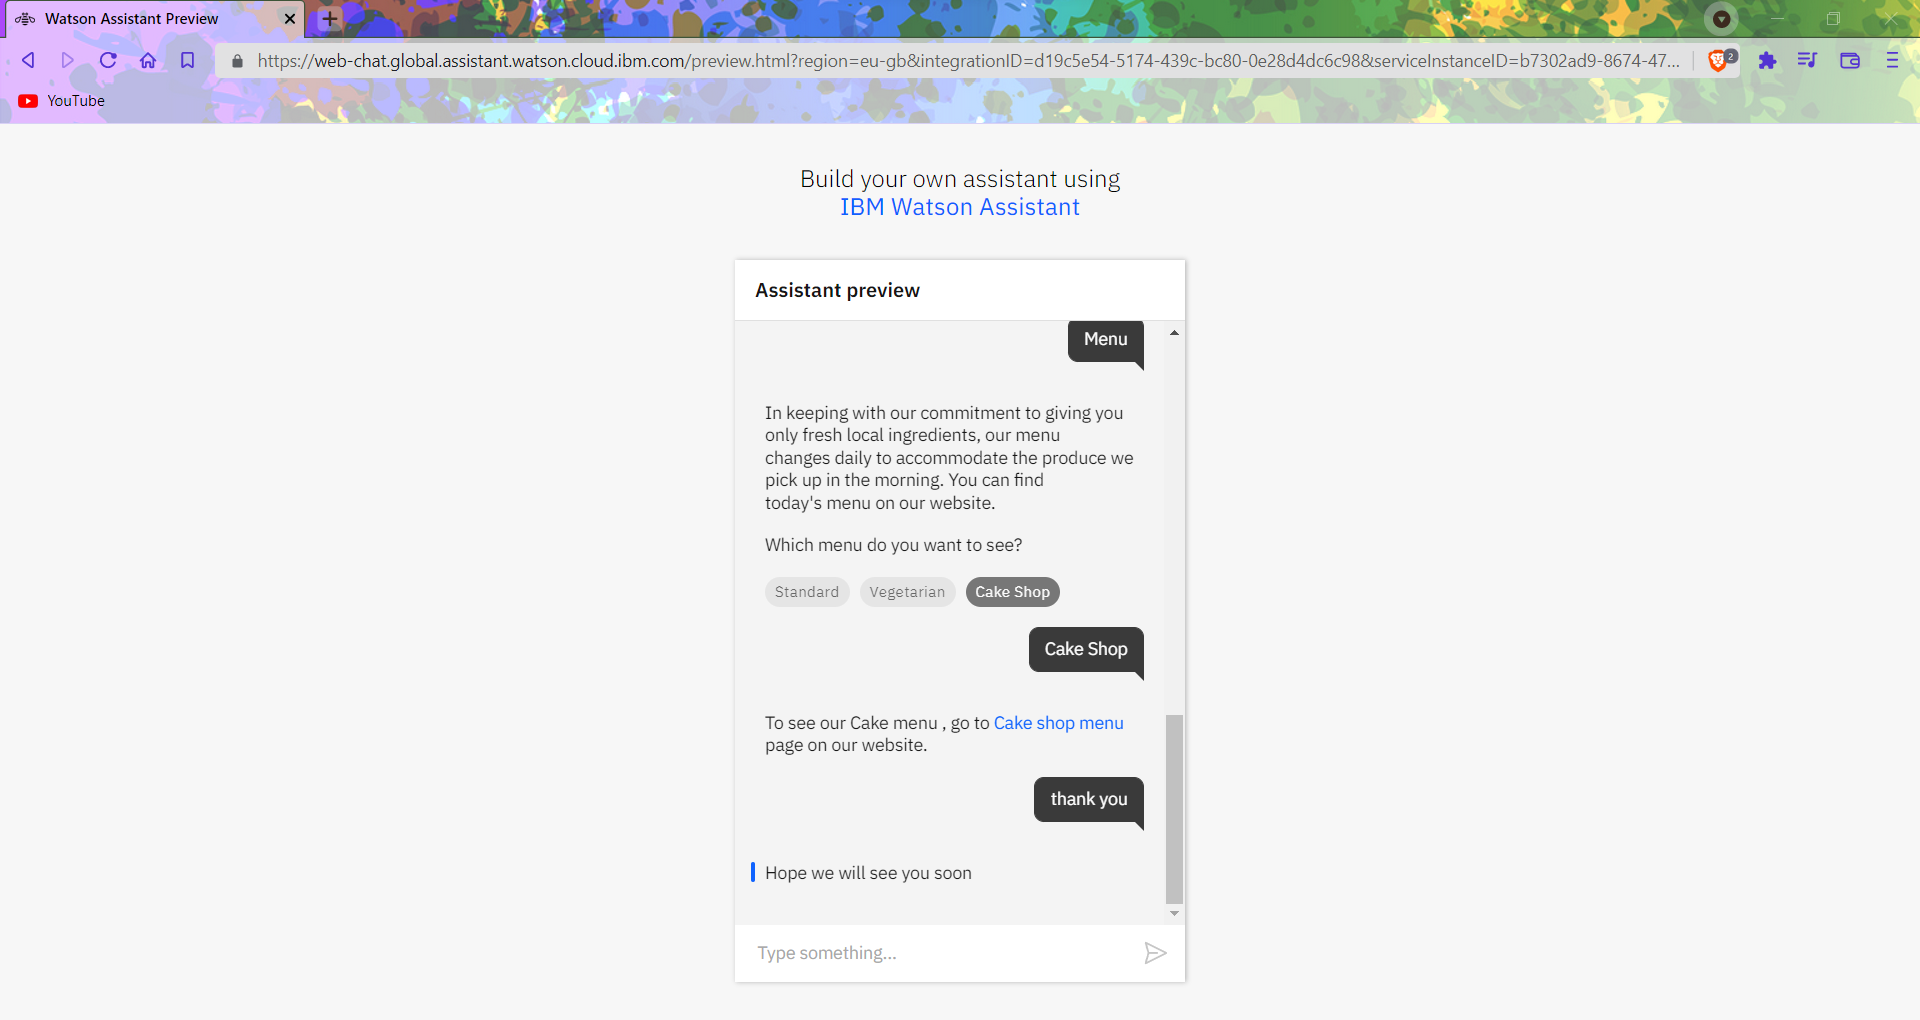 Watson Assistant Preview
https://web-chat.global.assistant.watson.cloud.ibm.com/preview.html?region=eu-gb&integrationID=d19c5e54-5174-439c-bc80-0e28d4dc6c98&serviceInstanceID=b7302ad9-8674-47...
2
YouTube
Build your own assistant using
IBM Watson Assistant
Assistant preview
Menu
In keeping with our commitment to giving you
only fresh local ingredients, our menu
changes daily to accommodate the produce we
pick up in the morning. You can find
today's menu on our website.
Which menu do you want to see?
Standard Vegetarian Cake Shop
Cake Shop
To see our Cake menu , go to Cake shop menu
page on our website.
thank you
Hope we will see you soon
Type something...